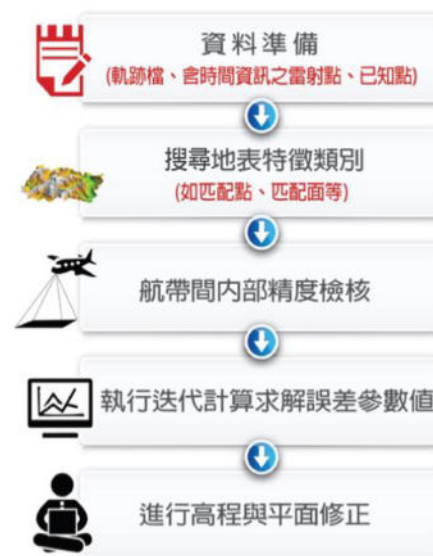 資料準備
(軌跡檔、含時間資訊之雷射點、已知點)
搜尋地表特徵類別
(如匹配點、匹配面等)
航帶間內部精度檢核
執行迭代計算求解誤差參數值
進行高程與平面修正